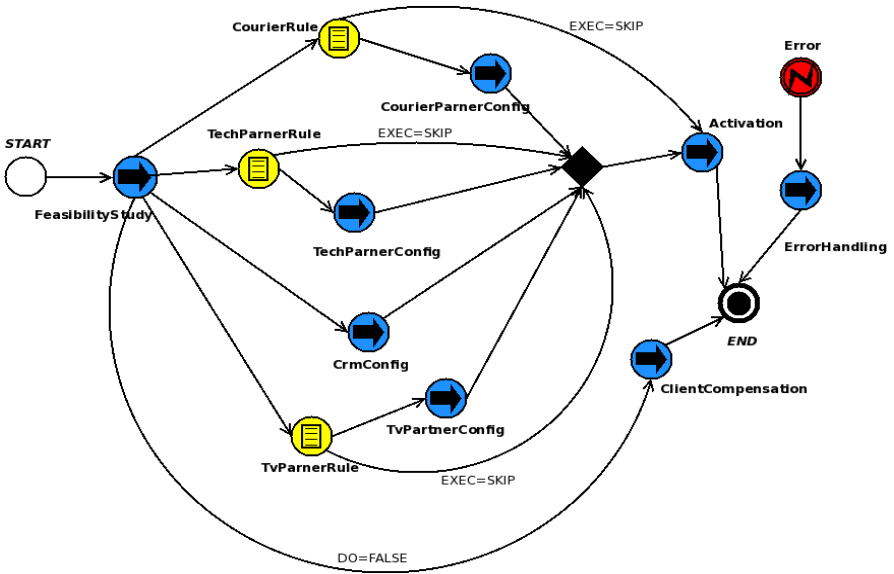 CourierRule
EXEC=SKIP
Error
CourierParnerConfig
Activation
TechParnerRule
EXEC=SKIP
START
FeasibilityStudy
TechParnerConfig
ErrorHandling
END
CrmConfig
ClientCompensation
TvPartnerConfig
TvParnerRule
EXEC=SKIP
DO=FALSE